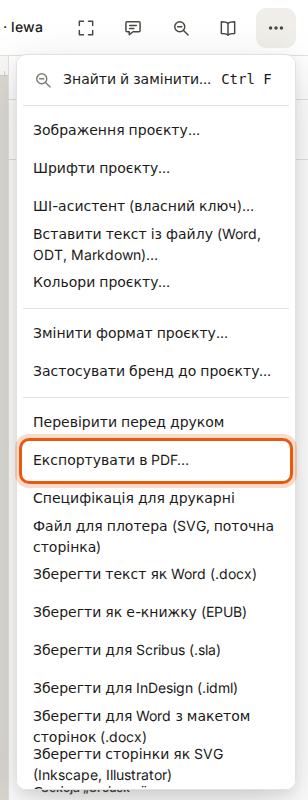 · Iewa
Знайти й замінити... Ctrl F
Зображення проєкту...
Шрифти проєкту...
ШІ-асистент (власний ключ)...
Вставити текст із файлу (Word,
ODT, Markdown)...
Кольори проєкту...
Змінити формат проєкту...
Застосувати бренд до проєкту...
Перевірити перед друком
Експортувати в PDF...
Специфікація для друкарні
Файл для плотера (SVG, поточна
сторінка)
Зберегти текст як Word (.docx)
Зберегти як е-книжку (EPUB)
Зберегти для Scribus (.sla)
Зберегти для InDesign (.idml)
Зберегти для Word з макетом
сторінок (.docx)
Зберегти сторінки як SVG
(Inkscape, Illustrator)